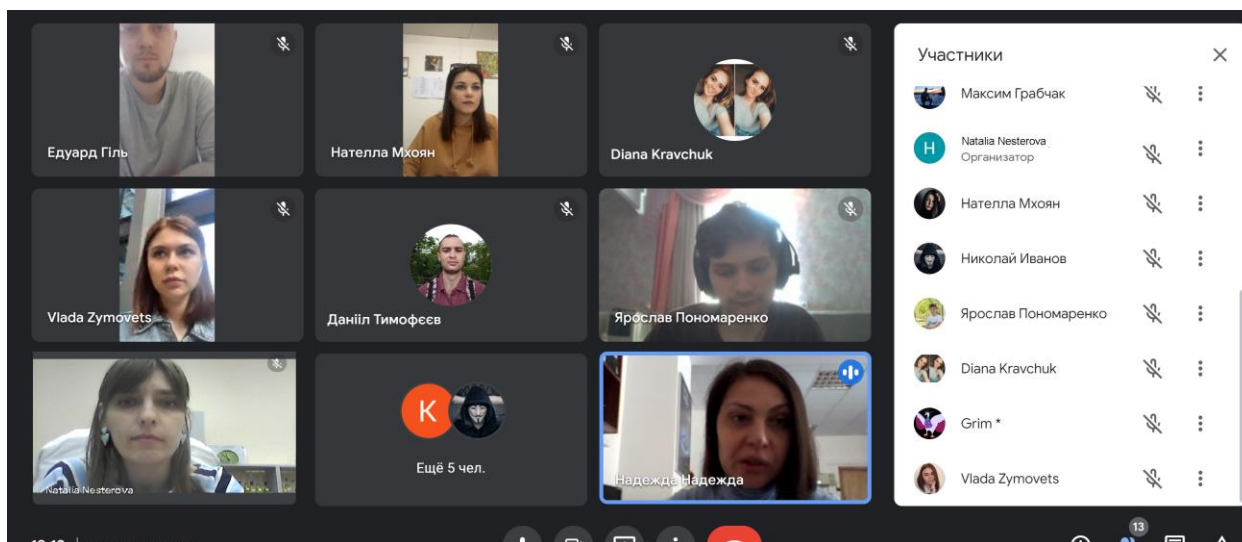 Едуард Гіль
Нателла Мхоян
Diana Kravchuk
Vlada Zymovets
Данііл Тимофєєв
Ярослав Пономаренко
Natalia Nesterova
K
Ещё 5 чел.
Надежда Надежда
Участники
Максим Грабчак
Н
Natalia Nesterova
Организатор
Нателла Мхоян
Николай Иванов
Ярослав Пономаренко
Diana Kravchuk
Grim *
Vlada Zymovets
13